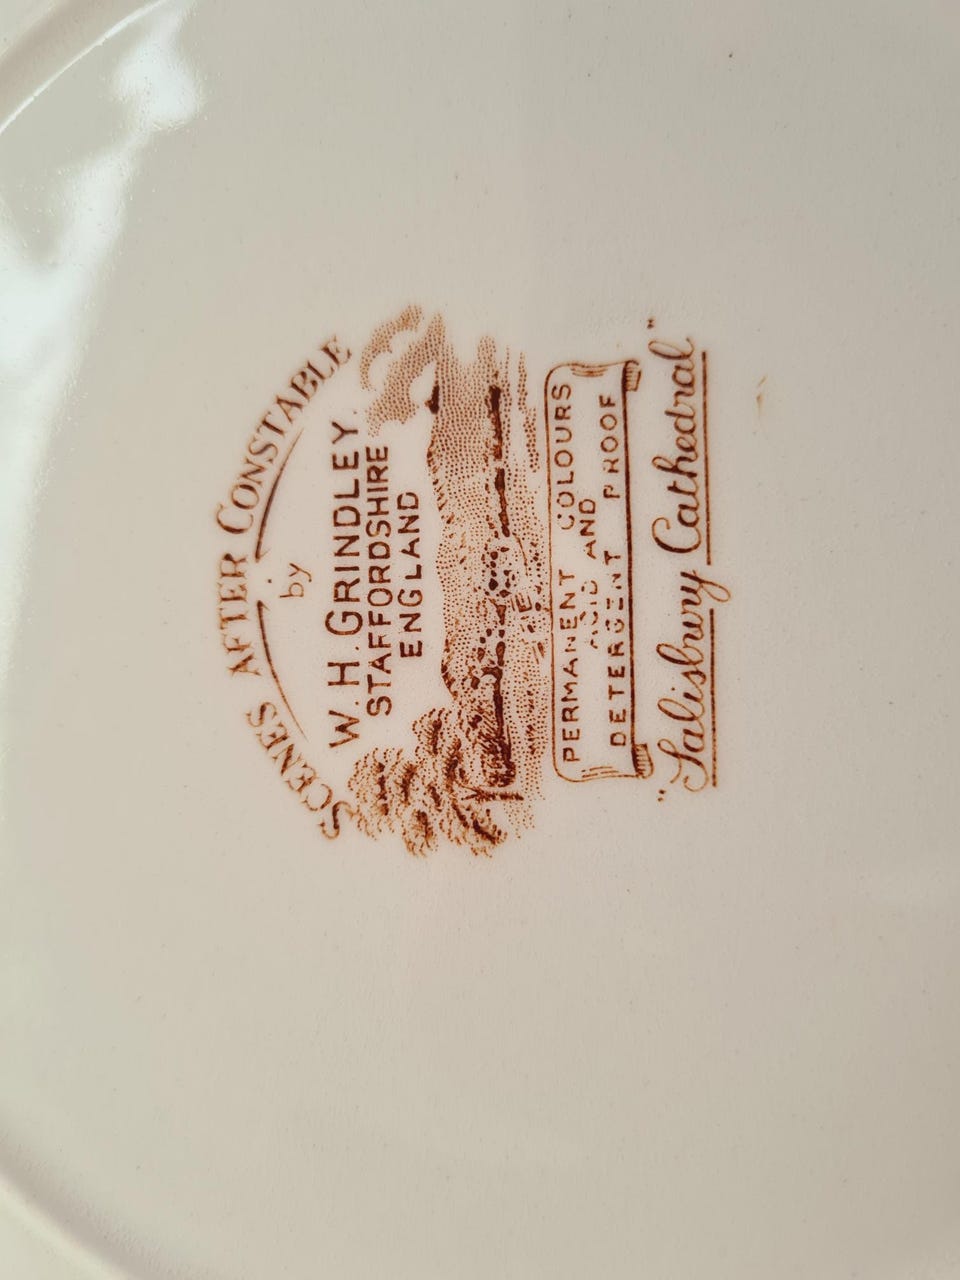 SCENES AFTER CONSTABLE
by
W.H. GRINDLEY.
STAFFORDSHIRE
ENGLAND
PERMANENT COLOURS
ACID AND
DETERGENT PROOF
"Salisbury Cathedral"